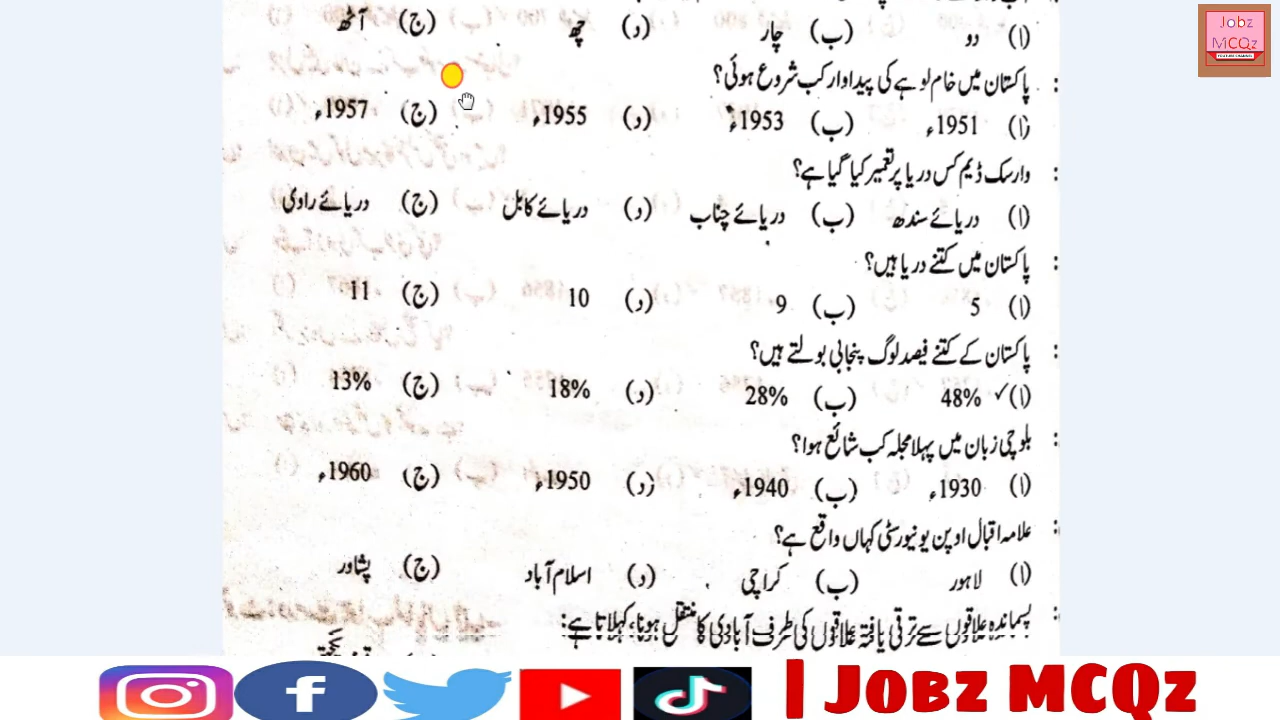 (ا) دو (ب) چار (د) چھ (ج) آٹھ
: پاکستان میں خام لوہے کی پیداوار کب شروع ہوئی؟
(ا) 1951ء (ب) 1953ء (د) 1955ء (ج) 1957ء
: وارسک ڈیم کس دریا پر تعمیر کیا گیا ہے؟
(ا) دریائے سندھ (ب) دریائے چناب (د) دریائے کابل (ج) دریائے راوی
: پاکستان میں کتنے دریا ہیں؟
(ا) 5 (ب) 9 (د) 10 (ج) 11
: پاکستان کے کتنے فیصد لوگ پنجابی بولتے ہیں؟
(ا) ✓ 48% (ب) 28% (د) 18% (ج) 13%
: بلوچی زبان میں پہلا مجلہ کب شائع ہوا؟
(ا) 1930ء (ب) 1940ء (د) 1950ء (ج) 1960ء
: علامہ اقبال اوپن یونیورسٹی کہاں واقع ہے؟
(ا) لاہور (ب) کراچی (د) اسلام آباد (ج) پشاور
: پسماندہ علاقوں سے ترقی یافتہ علاقوں کی طرف آبادی کا منتقل ہونا، کہلاتا ہے:
Jobz
MCQz
YOUTUBE CHANNEL
| Jobz MCQz